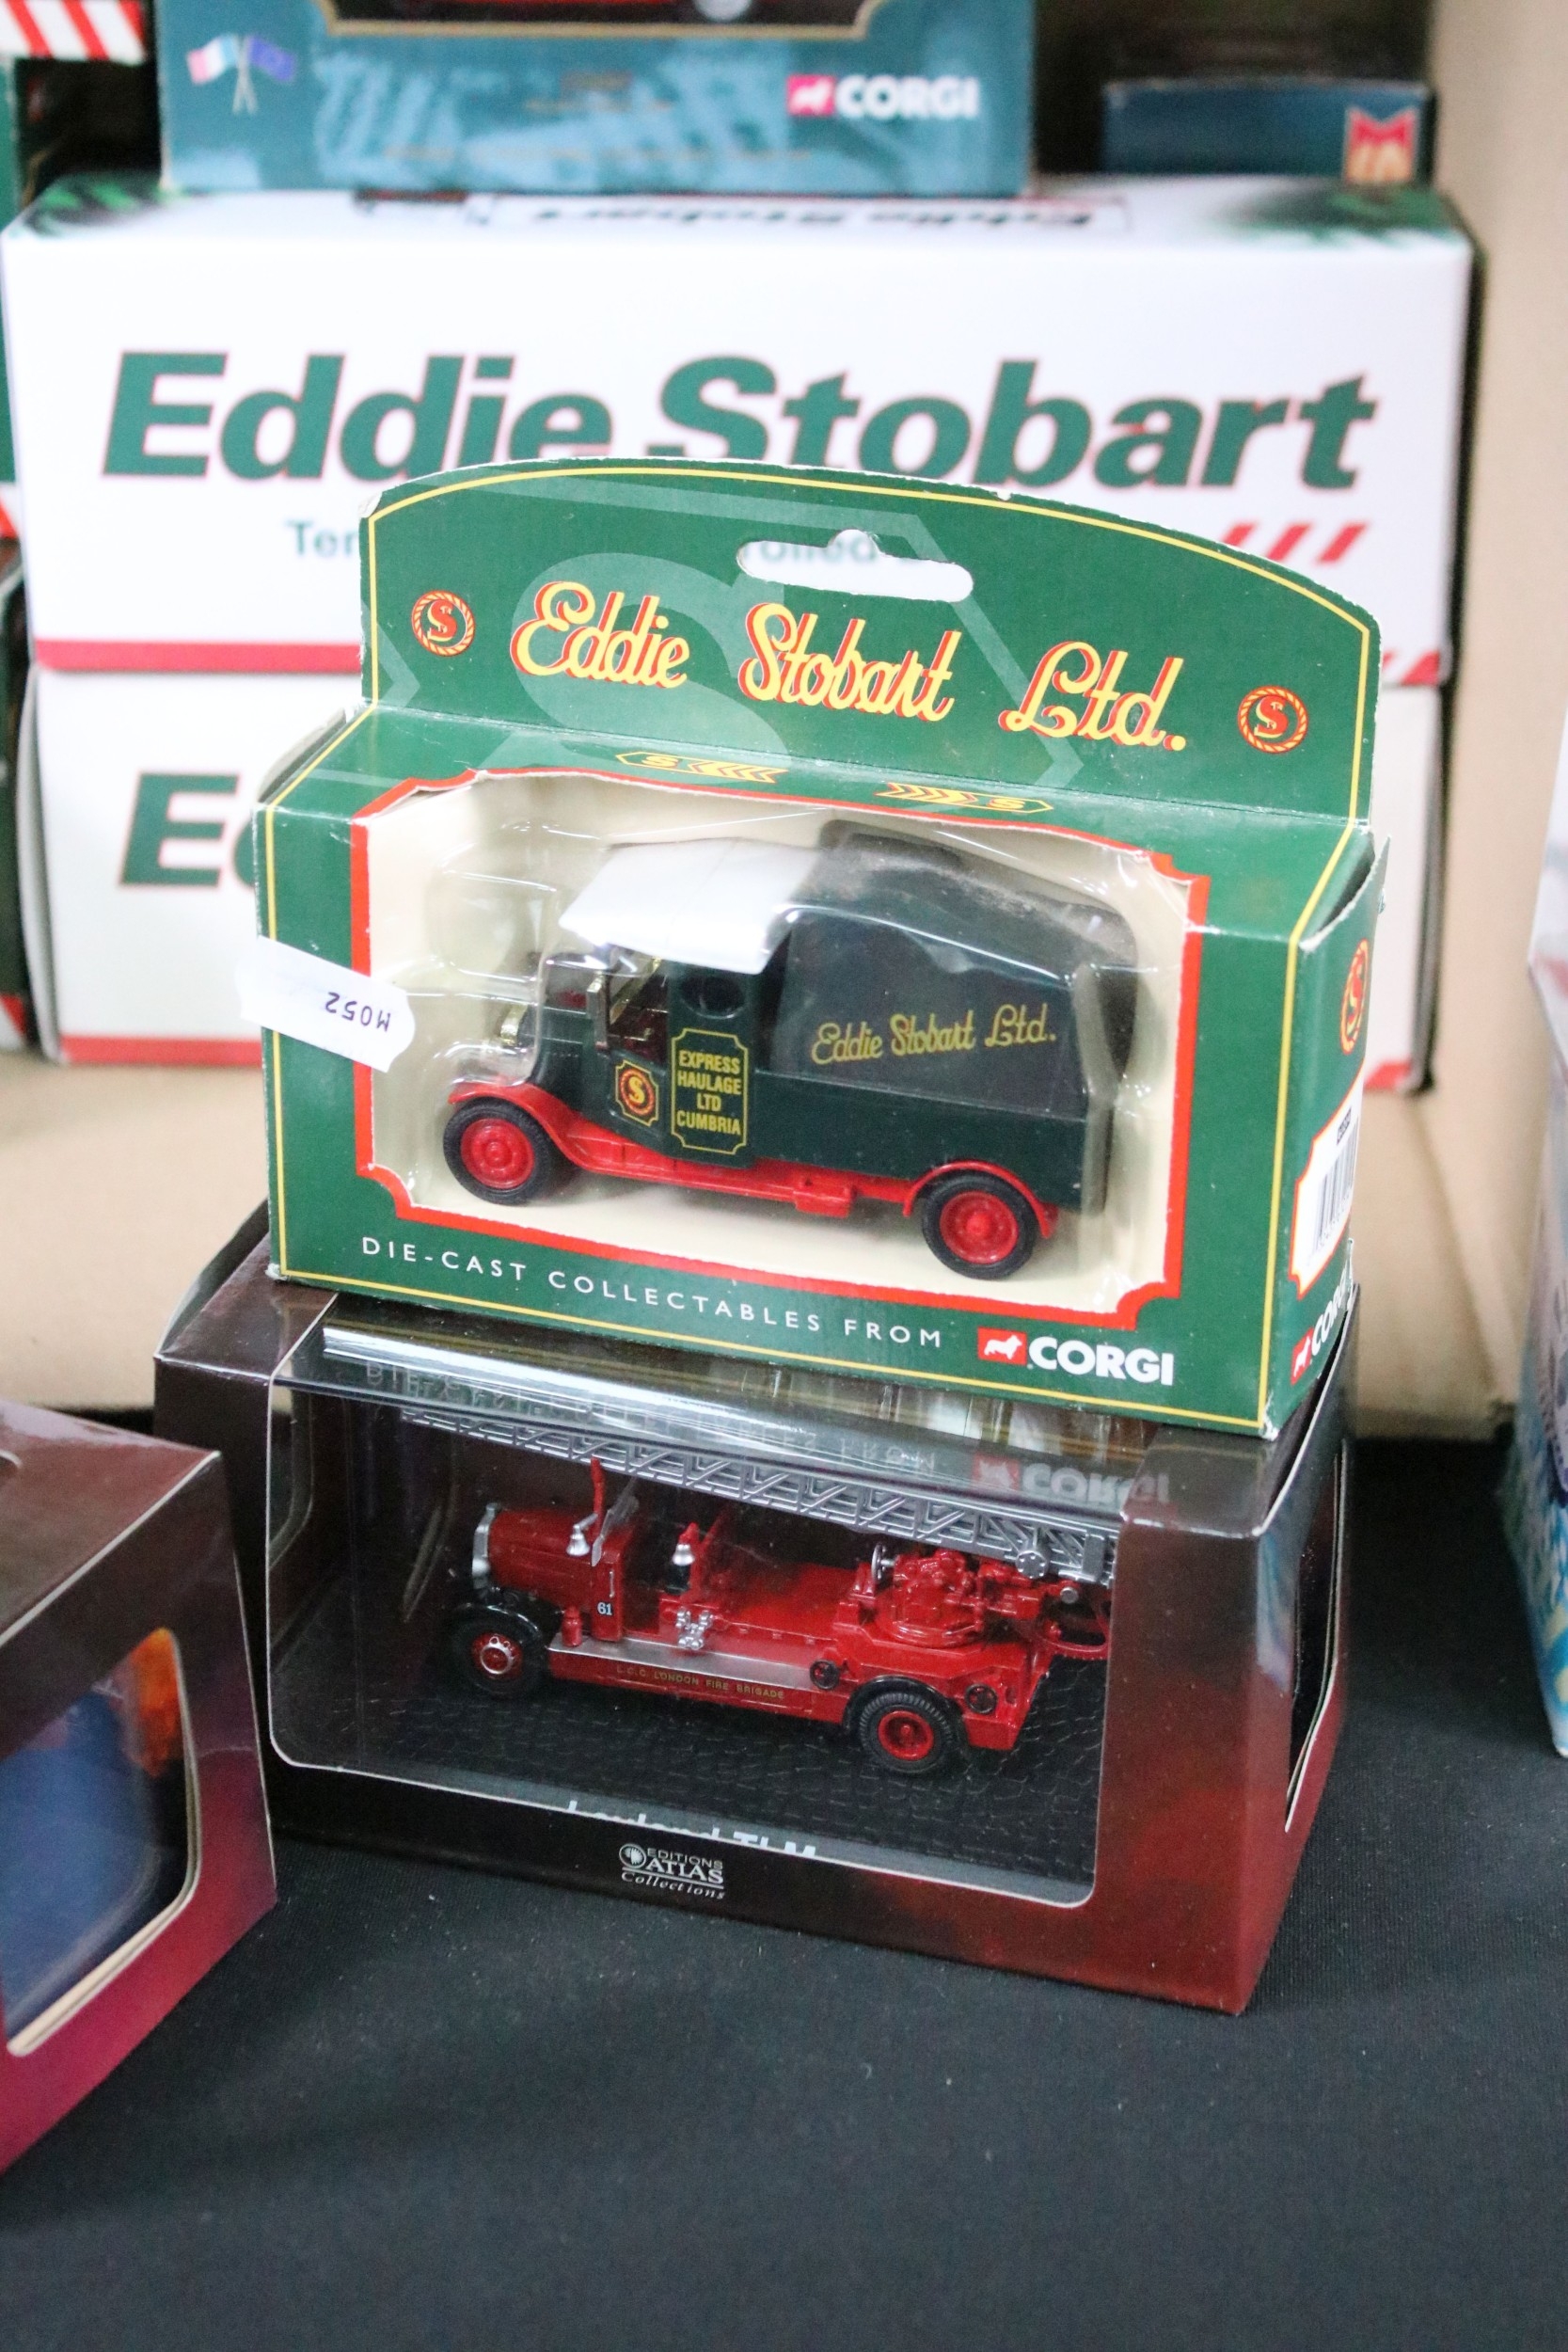 CORGI
Eddie Stobart
Eddie Stobart Ltd.
S
S
S
S
Eddie Stobart Ltd.
EXPRESS
HAULAGE
LTD
CUMBRIA
S
M052
DIE-CAST COLLECTABLES FROM CORGI
CORGI
61
L.C.C. LONDON FIRE BRIGADE
EDITIONS
ATLAS
Collections